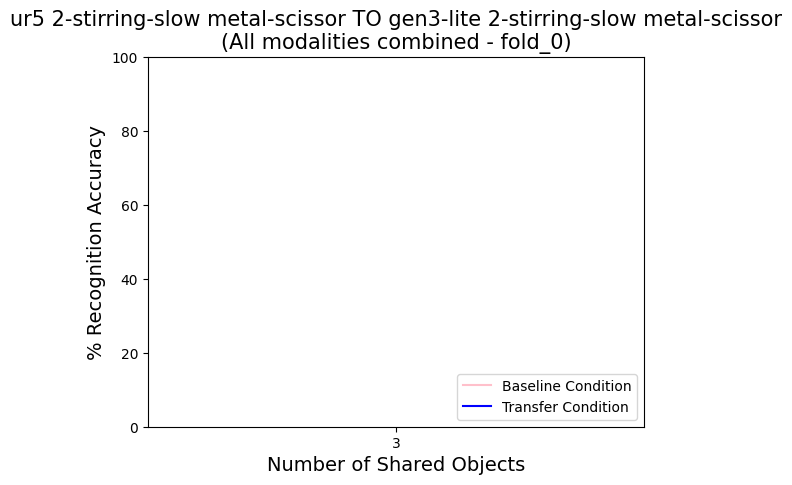 ur5 2-stirring-slow metal-scissor TO gen3-lite 2-stirring-slow metal-scissor
(All modalities combined - fold_0)
100
80
60
40
20
0
% Recognition Accuracy
Baseline Condition
Transfer Condition
3
Number of Shared Objects